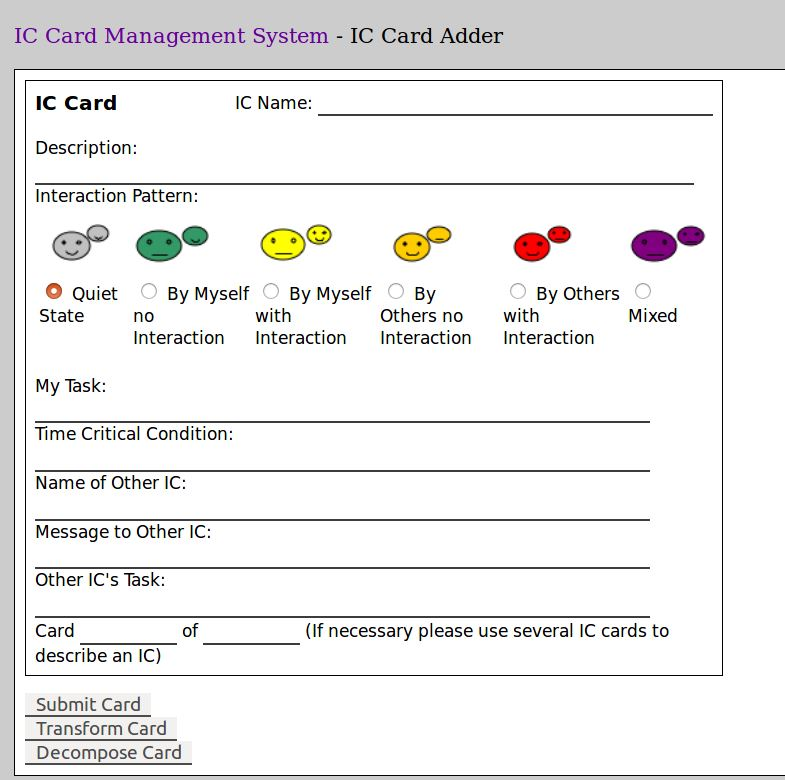 IC Card Management System - IC Card Adder
IC Card IC Name:
Description:
Interaction Pattern:
Quiet State
By Myself no Interaction
By Myself with Interaction
By Others no Interaction
By Others with Interaction
Mixed
My Task:
Time Critical Condition:
Name of Other IC:
Message to Other IC:
Other IC's Task:
Card of (If necessary please use several IC cards to
describe an IC)
Submit Card
Transform Card
Decompose Card